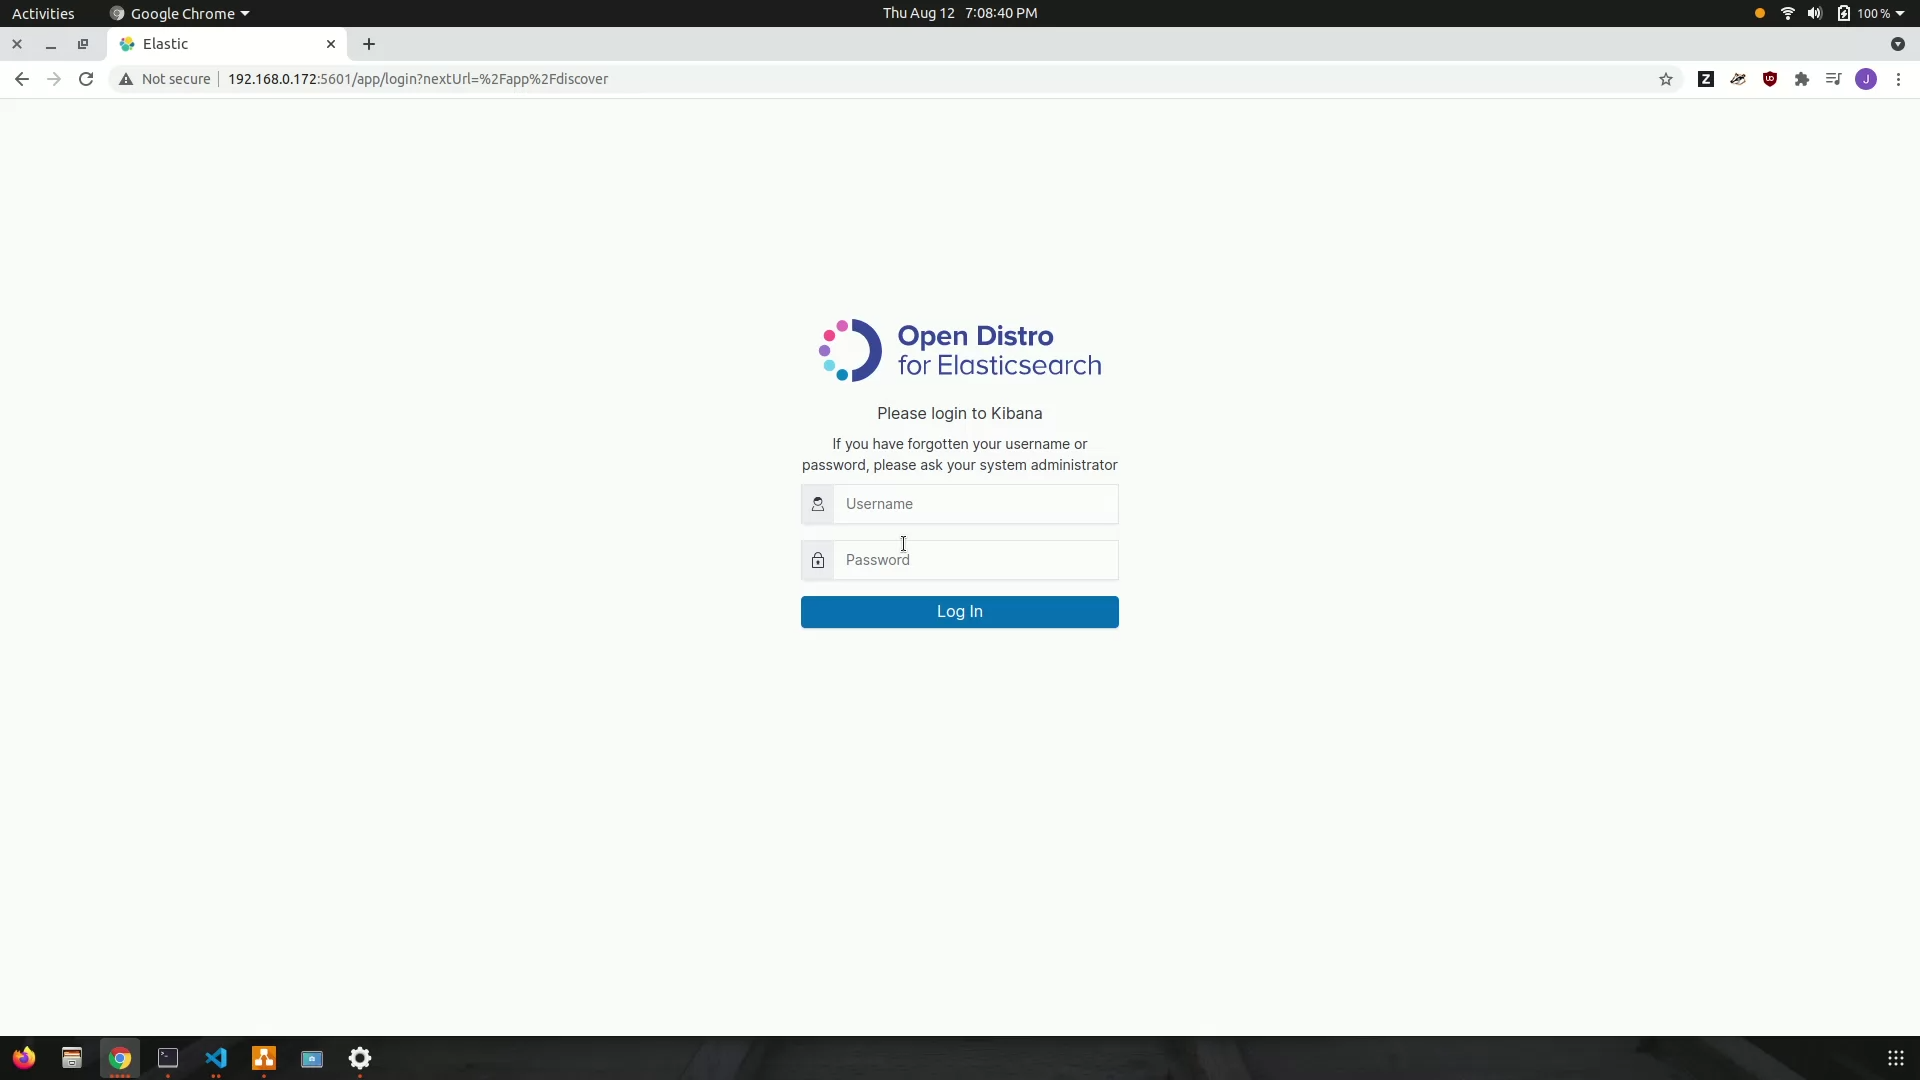 Activities
Google Chrome
Thu Aug 12 7:08:40 PM
100 %
Elastic
Not secure
192.168.0.172:5601/app/login?nextUrl=%2Fapp%2Fdiscover
Z
J
Open Distro
for Elasticsearch
Please login to Kibana
If you have forgotten your username or
password, please ask your system administrator
Username
Password
Log In